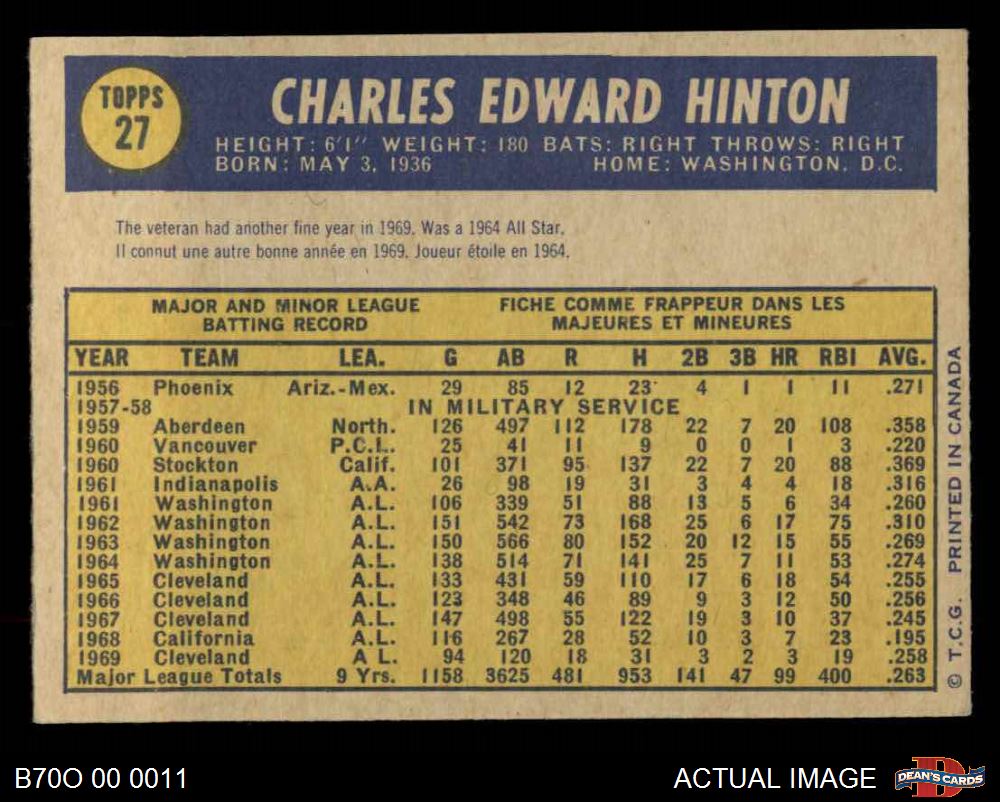 TOPPS
27
CHARLES EDWARD HINTON
HEIGHT: 6'1" WEIGHT: 180 BATS: RIGHT THROWS: RIGHT
BORN: MAY 3, 1936 HOME: WASHINGTON, D.C.
The veteran had another fine year in 1969. Was a 1964 All Star.
Il connut une autre bonne année en 1969. Joueur étoile en 1964.
MAJOR AND MINOR LEAGUE BATTING RECORD
FICHE COMME FRAPPEUR DANS LES MAJEURES ET MINEURES
YEAR TEAM LEA. G AB R H 2B 3B HR RBI AVG.
1956 Phoenix Ariz.-Mex. 29 85 12 23 4 1 1 11 .271
1957-58 IN MILITARY SERVICE
1959 Aberdeen North. 126 497 112 178 22 7 20 108 .358
1960 Vancouver P.C.L. 25 41 11 9 0 0 1 3 .220
1960 Stockton Calif. 101 371 95 137 22 7 20 88 .369
1961 Indianapolis A.A. 26 98 19 31 3 4 4 18 .316
1961 Washington A.L. 106 339 51 88 13 5 6 34 .260
1962 Washington A.L. 151 542 73 168 25 6 17 75 .310
1963 Washington A.L. 150 566 80 152 20 12 15 55 .269
1964 Washington A.L. 138 514 71 141 25 7 11 53 .274
1965 Cleveland A.L. 133 431 59 110 17 6 18 54 .255
1966 Cleveland A.L. 123 348 46 89 9 3 12 50 .256
1967 Cleveland A.L. 147 498 55 122 19 3 10 37 .245
1968 California A.L. 116 267 28 52 10 3 7 23 .195
1969 Cleveland A L. 94 120 18 31 3 2 3 19 .258
Major League Totals 9 Yrs. 1158 3625 481 953 141 47 99 400 .263
© T.C.G. PRINTED IN CANADA
B70O 00 0011
ACTUAL IMAGE
DEAN'S CARDS